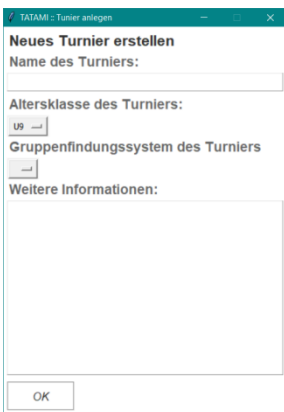 TATAMI :: Tunier anlegen
Neues Turnier erstellen
Name des Turniers:
Altersklasse des Turniers:
U9
Gruppenfindungssystem des Turniers
Weitere Informationen:
OK